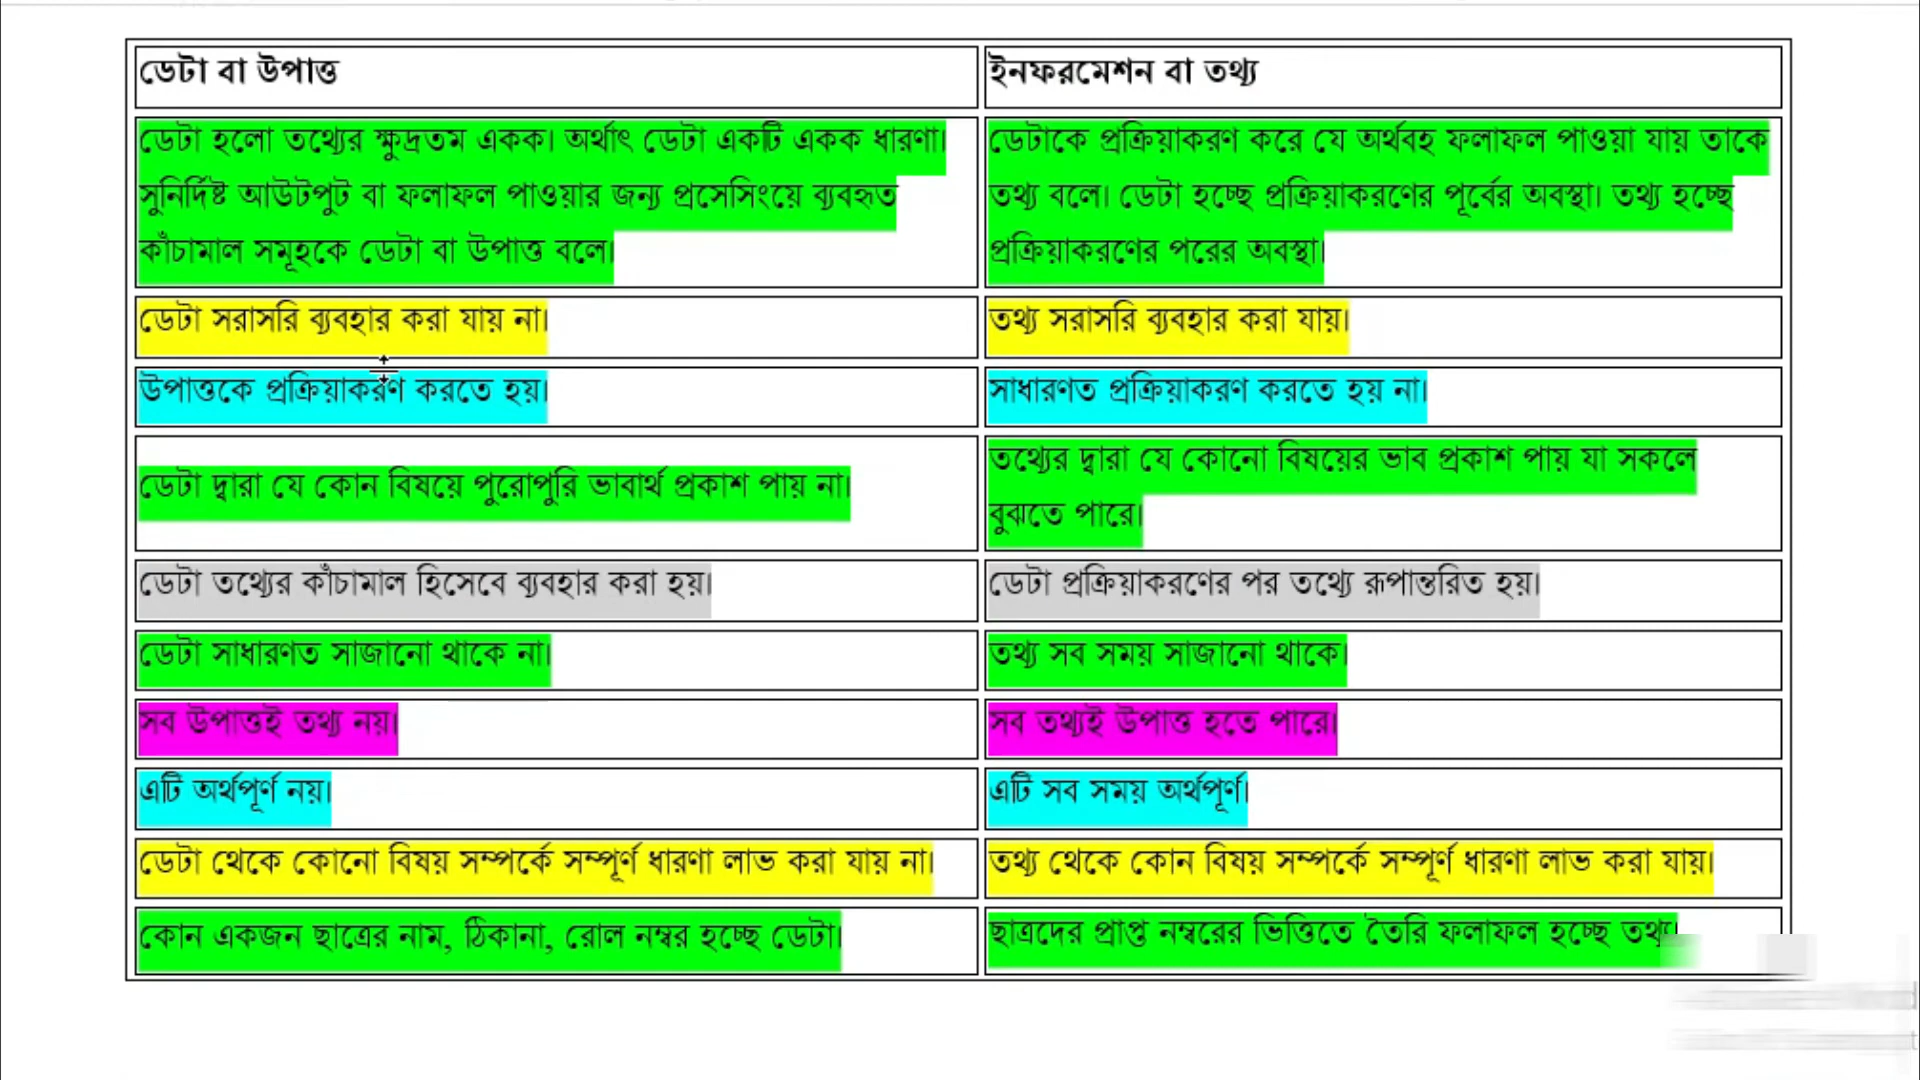 ডেটা বা উপাত্ত
ইনফরমেশন বা তথ্য
ডেটা হলো তথ্যের ক্ষুদ্রতম একক। অর্থাৎ ডেটা একটি একক ধারণা।
সুনির্দিষ্ট আউটপুট বা ফলাফল পাওয়ার জন্য প্রসেসিংয়ে ব্যবহৃত
কাঁচামাল সমূহকে ডেটা বা উপাত্ত বলে।
ডেটাকে প্রক্রিয়াকরণ করে যে অর্থবহ ফলাফল পাওয়া যায় তাকে
তথ্য বলে। ডেটা হচ্ছে প্রক্রিয়াকরণের পূর্বের অবস্থা। তথ্য হচ্ছে
প্রক্রিয়াকরণের পরের অবস্থা।
ডেটা সরাসরি ব্যবহার করা যায় না।
তথ্য সরাসরি ব্যবহার করা যায়।
উপাত্তকে প্রক্রিয়াকরণ করতে হয়।
সাধারণত প্রক্রিয়াকরণ করতে হয় না।
ডেটা দ্বারা যে কোন বিষয়ে পুরোপুরি ভাবার্থ প্রকাশ পায় না।
তথ্যের দ্বারা যে কোনো বিষয়ের ভাব প্রকাশ পায় যা সকলে
বুঝতে পারে।
ডেটা তথ্যের কাঁচামাল হিসেবে ব্যবহার করা হয়।
ডেটা প্রক্রিয়াকরণের পর তথ্যে রূপান্তরিত হয়।
ডেটা সাধারণত সাজানো থাকে না।
তথ্য সব সময় সাজানো থাকে।
সব উপাত্তই তথ্য নয়।
সব তথ্যই উপাত্ত হতে পারে।
এটি অর্থপূর্ণ নয়।
এটি সব সময় অর্থপূর্ণ।
ডেটা থেকে কোনো বিষয় সম্পর্কে সম্পূর্ণ ধারণা লাভ করা যায় না।
তথ্য থেকে কোন বিষয় সম্পর্কে সম্পূর্ণ ধারণা লাভ করা যায়।
কোন একজন ছাত্রের নাম, ঠিকানা, রোল নম্বর হচ্ছে ডেটা।
ছাত্রদের প্রাপ্ত নম্বরের ভিত্তিতে তৈরি ফলাফল হচ্ছে তথ্য।